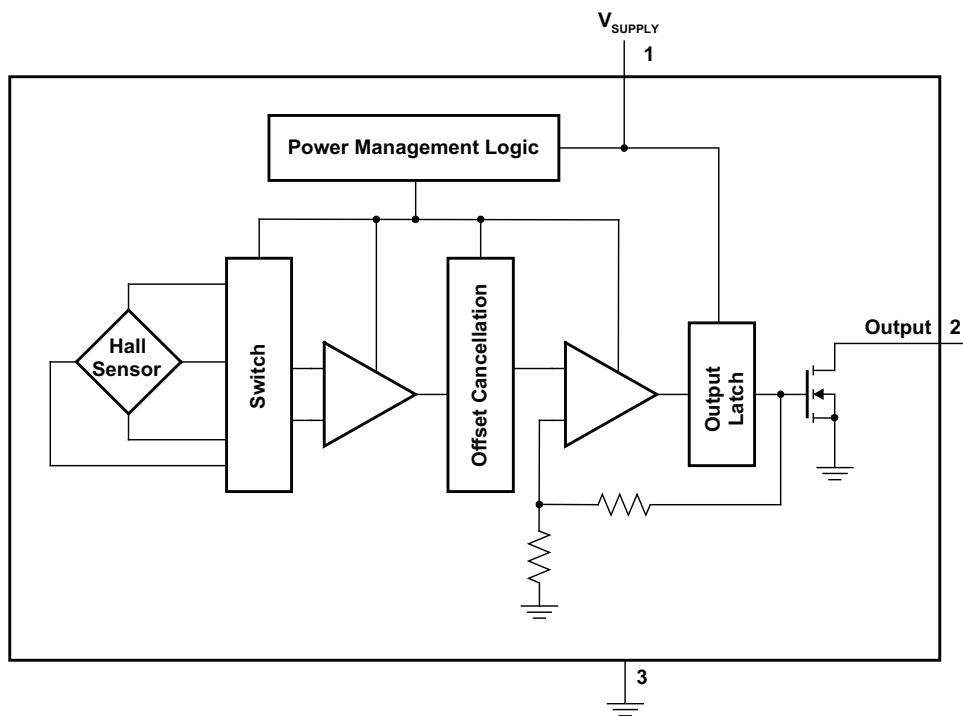 V_SUPPLY
1
Power Management Logic
Hall
Sensor
Switch
Offset Cancellation
Output
Latch
Output
2
3